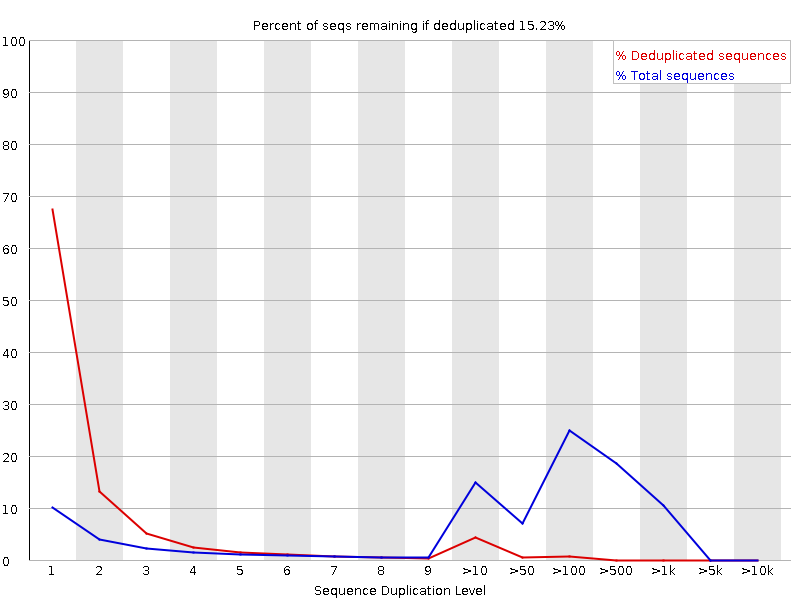 Percent of seqs remaining if deduplicated 15.23%
% Deduplicated sequences
% Total sequences
100
90
80
70
60
50
40
30
20
10
0
1 2 3 4 5 6 7 8 9 >10 >50 >100 >500 >1k >5k >10k
Sequence Duplication Level